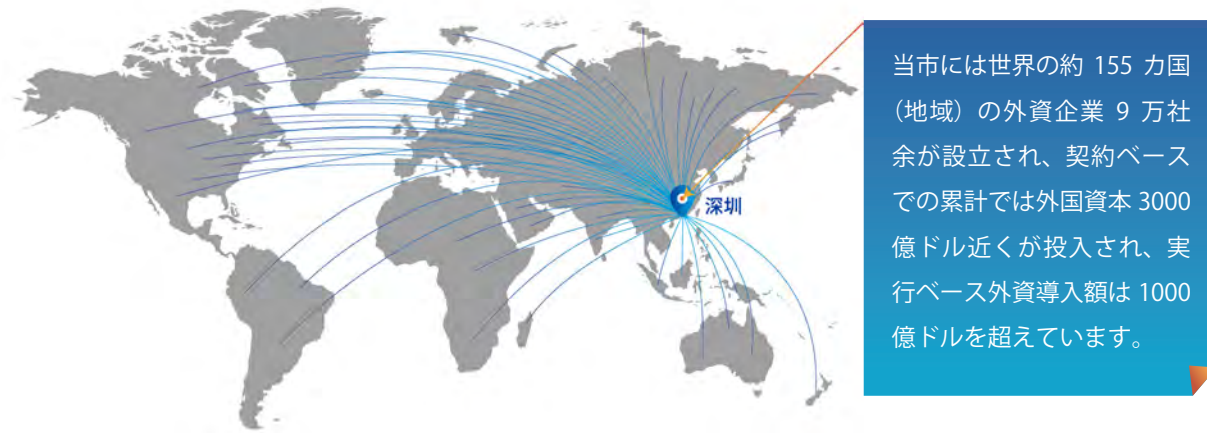 深圳
当市には世界の約 155 カ国
（地域）の外資企業 9 万社
余が設立され、契約ベース
での累計では外国資本 3000
億ドル近くが投入され、実
行ベース外資導入額は 1000
億ドルを超えています。